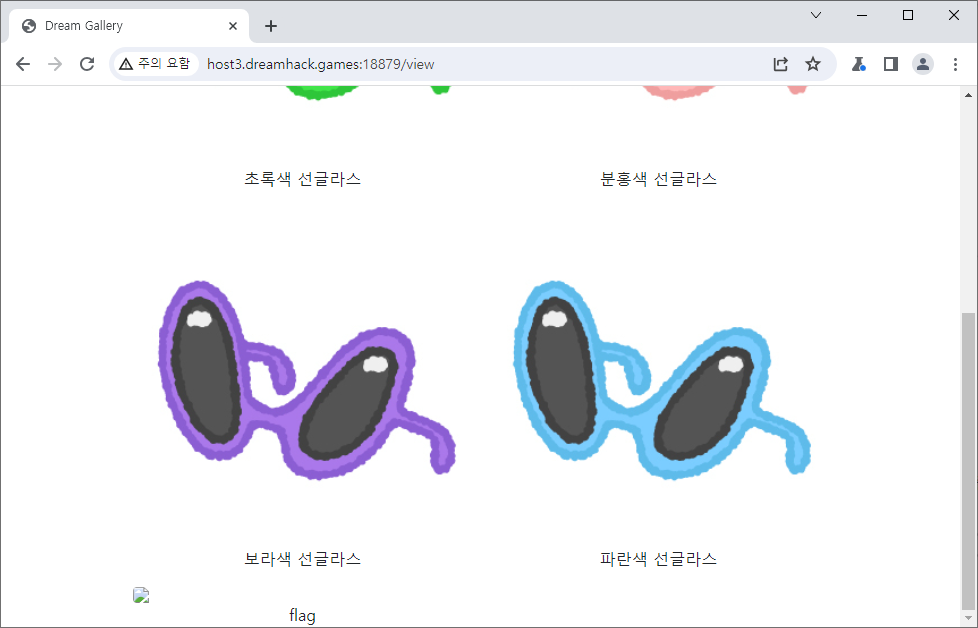 Dream Gallery
주의 요함
host3.dreamhack.games:18879/view
초록색 선글라스
분홍색 선글라스
보라색 선글라스
파란색 선글라스
flag